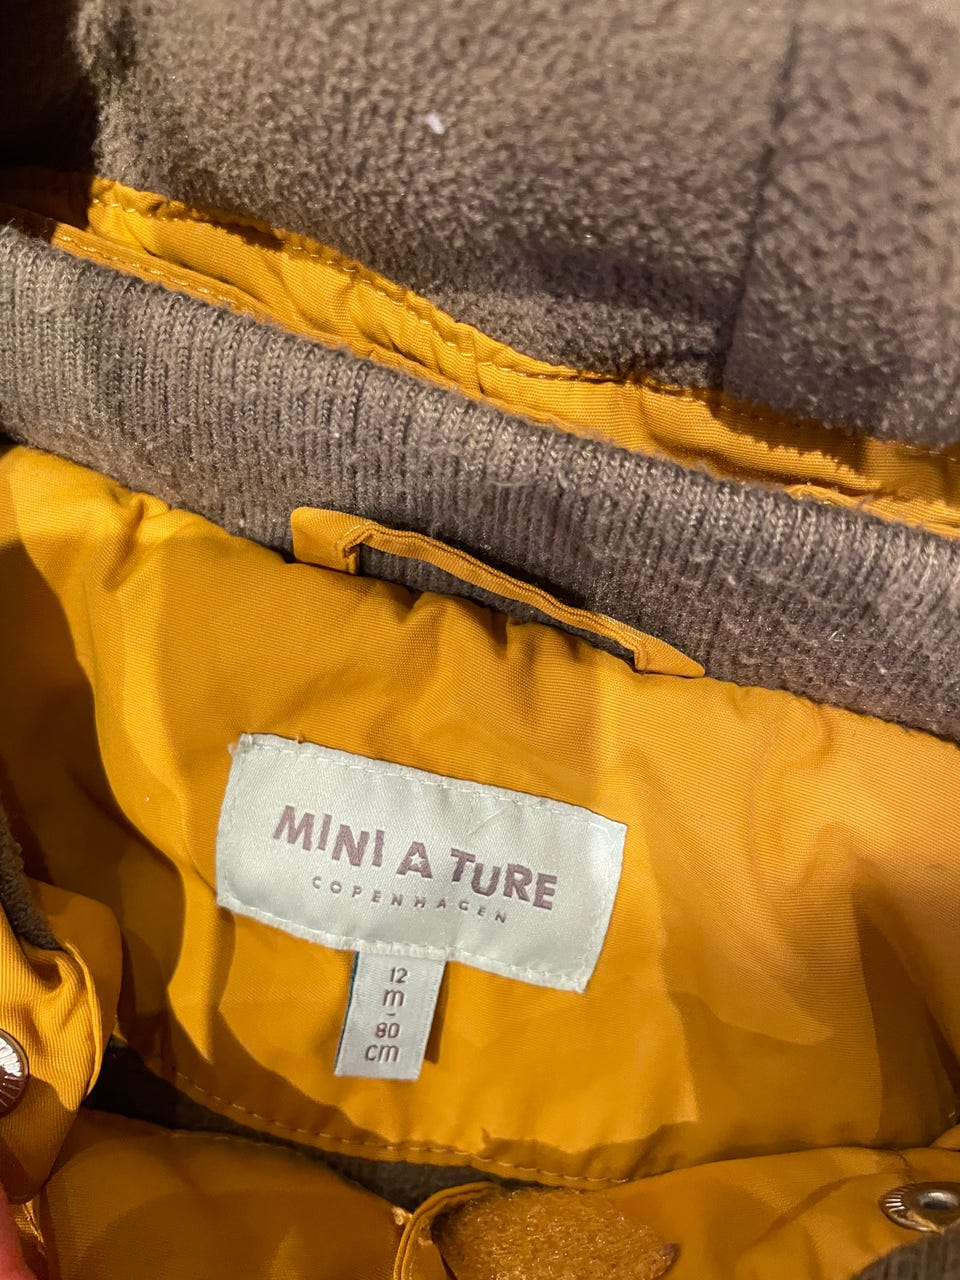 MINI A TURE
COPENHAGEN
12
m
-
80
cm